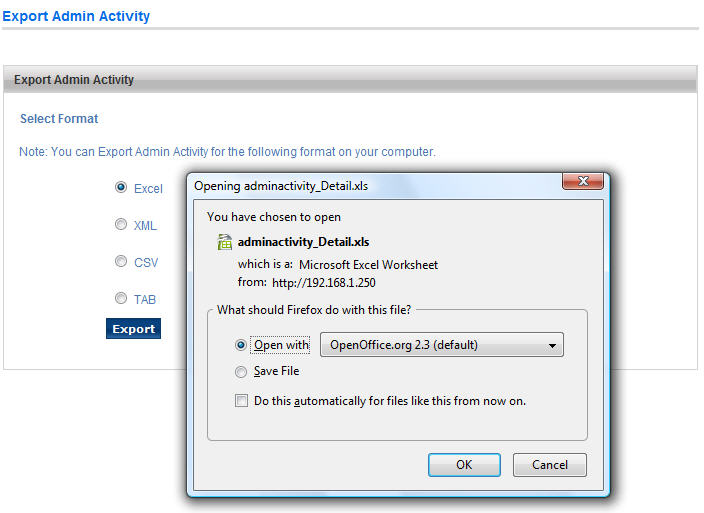 Export Admin Activity
Export Admin Activity
Select Format
Note: You can Export Admin Activity for the following format on your computer.
Excel
XML
CSV
TAB
Export
Opening adminactivity_Detail.xls
You have chosen to open
adminactivity_Detail.xls
which is a: Microsoft Excel Worksheet
from: http://192.168.1.250
What should Firefox do with this file?
Open with OpenOffice.org 2.3 (default)
Save File
Do this automatically for files like this from now on.
OK Cancel